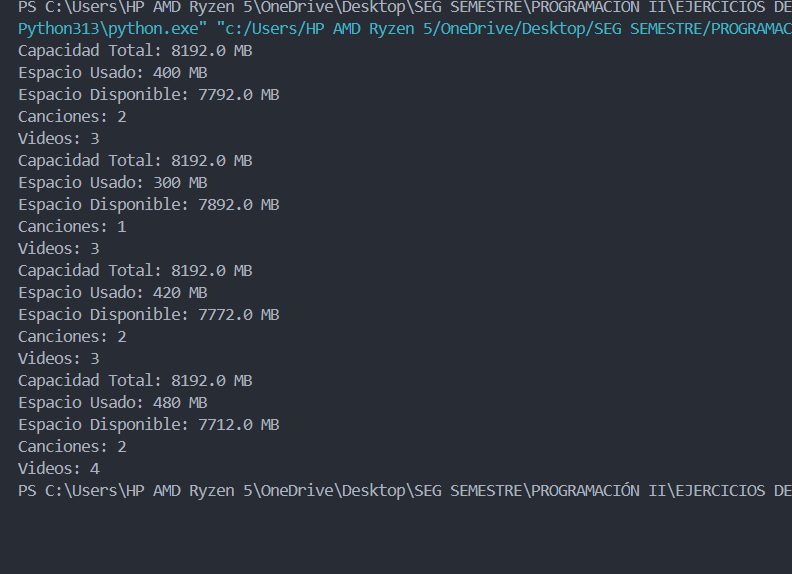 PS C:\Users\HP AMD Ryzen 5\OneDrive\Desktop\SEG SEMESTRE\PROGRAMACIÓN II\EJERCICIOS DE
Python313\python.exe" "c:/Users/HP AMD Ryzen 5/OneDrive/Desktop/SEG SEMESTRE/PROGRAMAC
Capacidad Total: 8192.0 MB
Espacio Usado: 400 MB
Espacio Disponible: 7792.0 MB
Canciones: 2
Videos: 3
Capacidad Total: 8192.0 MB
Espacio Usado: 300 MB
Espacio Disponible: 7892.0 MB
Canciones: 1
Videos: 3
Capacidad Total: 8192.0 MB
Espacio Usado: 420 MB
Espacio Disponible: 7772.0 MB
Canciones: 2
Videos: 3
Capacidad Total: 8192.0 MB
Espacio Usado: 480 MB
Espacio Disponible: 7712.0 MB
Canciones: 2
Videos: 4
PS C:\Users\HP AMD Ryzen 5\OneDrive\Desktop\SEG SEMESTRE\PROGRAMACIÓN II\EJERCICIOS DE